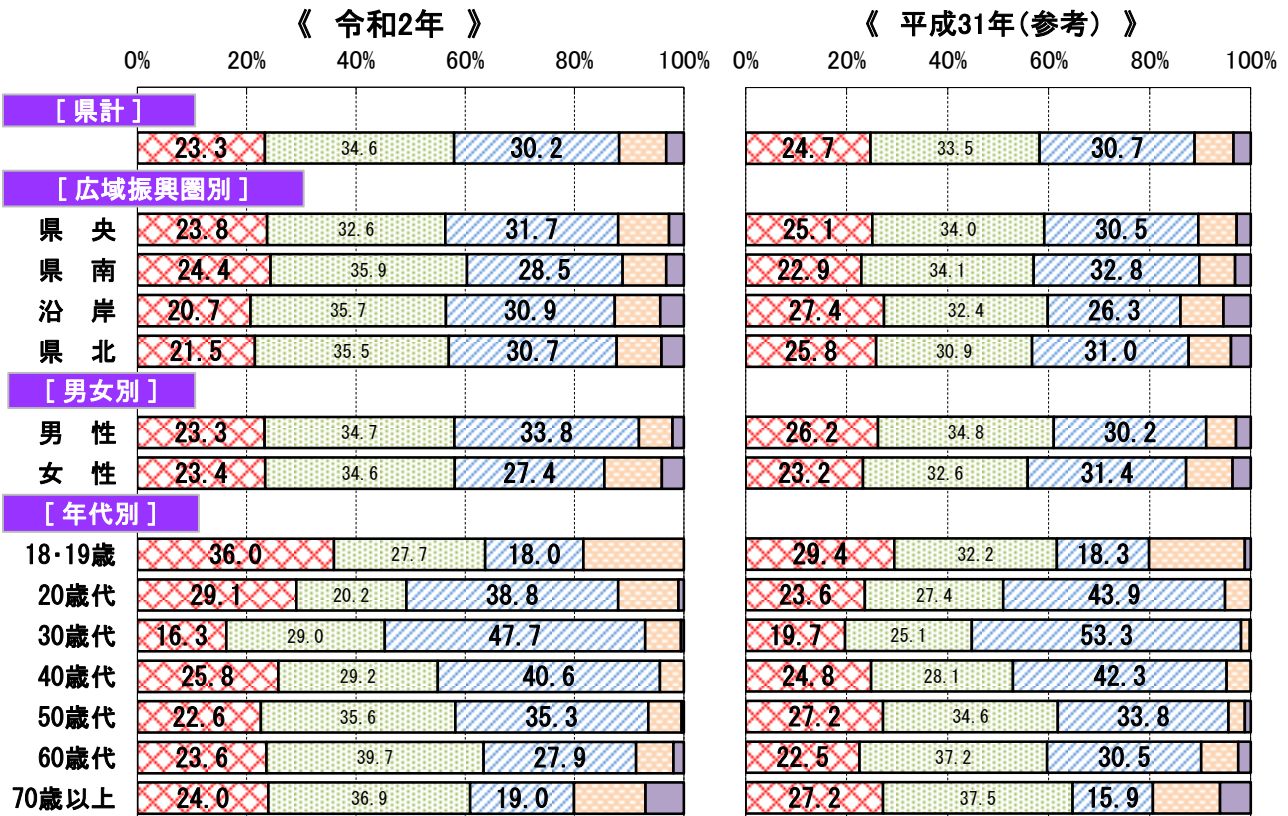 《 令和2年 》 《 平成31年(参考) 》
0% 20% 40% 60% 80% 100% 0% 20% 40% 60% 80% 100%
[ 県計 ]
23.3 34.6 30.2 24.7 33.5 30.7
[ 広域振興圏別 ]
県 央 23.8 32.6 31.7 25.1 34.0 30.5
県 南 24.4 35.9 28.5 22.9 34.1 32.8
沿 岸 20.7 35.7 30.9 27.4 32.4 26.3
県 北 21.5 35.5 30.7 25.8 30.9 31.0
[ 男女別 ]
男 性 23.3 34.7 33.8 26.2 34.8 30.2
女 性 23.4 34.6 27.4 23.2 32.6 31.4
[ 年代別 ]
18・19歳 36.0 27.7 18.0 29.4 32.2 18.3
20歳代 29.1 20.2 38.8 23.6 27.4 43.9
30歳代 16.3 29.0 47.7 19.7 25.1 53.3
40歳代 25.8 29.2 40.6 24.8 28.1 42.3
50歳代 22.6 35.6 35.3 27.2 34.6 33.8
60歳代 23.6 39.7 27.9 22.5 37.2 30.5
70歳以上 24.0 36.9 19.0 27.2 37.5 15.9